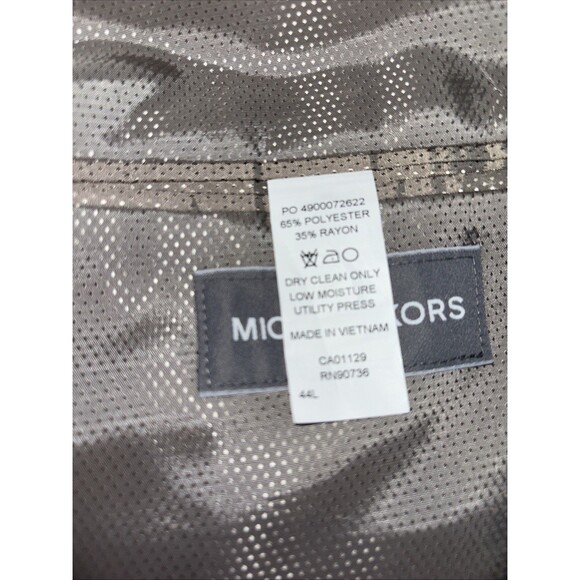 PO 4900072622
65% POLYESTER
35% RAYON
DRY CLEAN ONLY
LOW MOISTURE
UTILITY PRESS
MIC KORS
MADE IN VIETNAM
CA01129
RN90736
44L